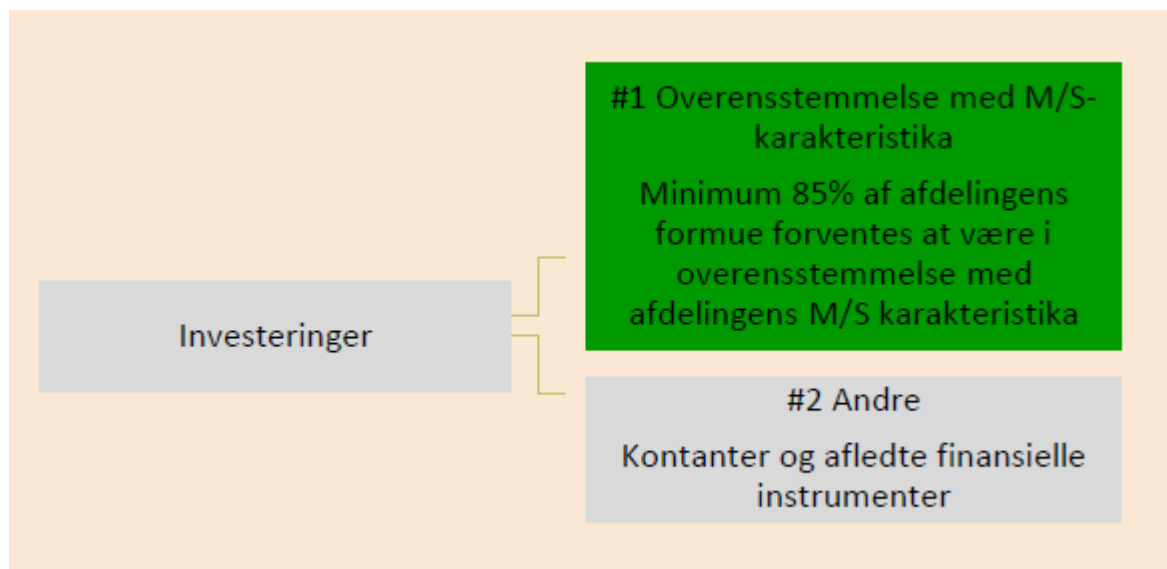 #1 Overensstemmelse med M/S-
karakteristika
Minimum 85% af afdelingens
formue forventes at være i
overensstemmelse med
afdelingens M/S karakteristika
Investeringer
#2 Andre
Kontanter og afledte finansielle
instrumenter